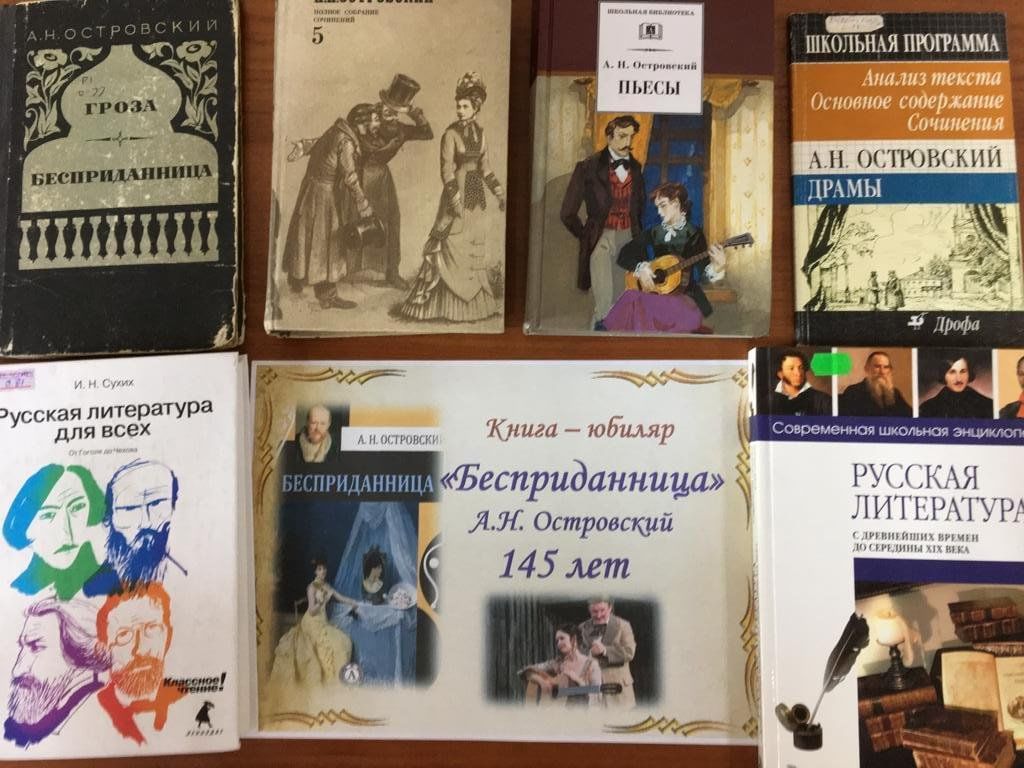 А.Н. ОСТРОВСКИЙ
ГРОЗА
БЕСПРИДАННИЦА
ПОЛНОЕ СОБРАНИЕ
СОЧИНЕНИЙ
5
ШКОЛЬНАЯ БИБЛИОТЕКА
А. Н. Островский
ПЬЕСЫ
ШКОЛЬНАЯ ПРОГРАММА
Анализ текста
Основное содержание
Сочинения
А.Н. ОСТРОВСКИЙ
ДРАМЫ
Дрофа
И. Н. Сухих
Русская литература
для всех
От Гоголя до Чехова
Классное
чтение!
А. Н. ОСТРОВСКИ
БЕСПРИДАННИЦА
Книга – юбиляр
«Бесприданница»
А.Н. Островский
145 лет
Современная школьная энциклопе
РУССКАЯ
ЛИТЕРАТУРА
С ДРЕВНЕЙШИХ ВРЕМЕН
ДО СЕРЕДИНЫ XIX ВЕКА